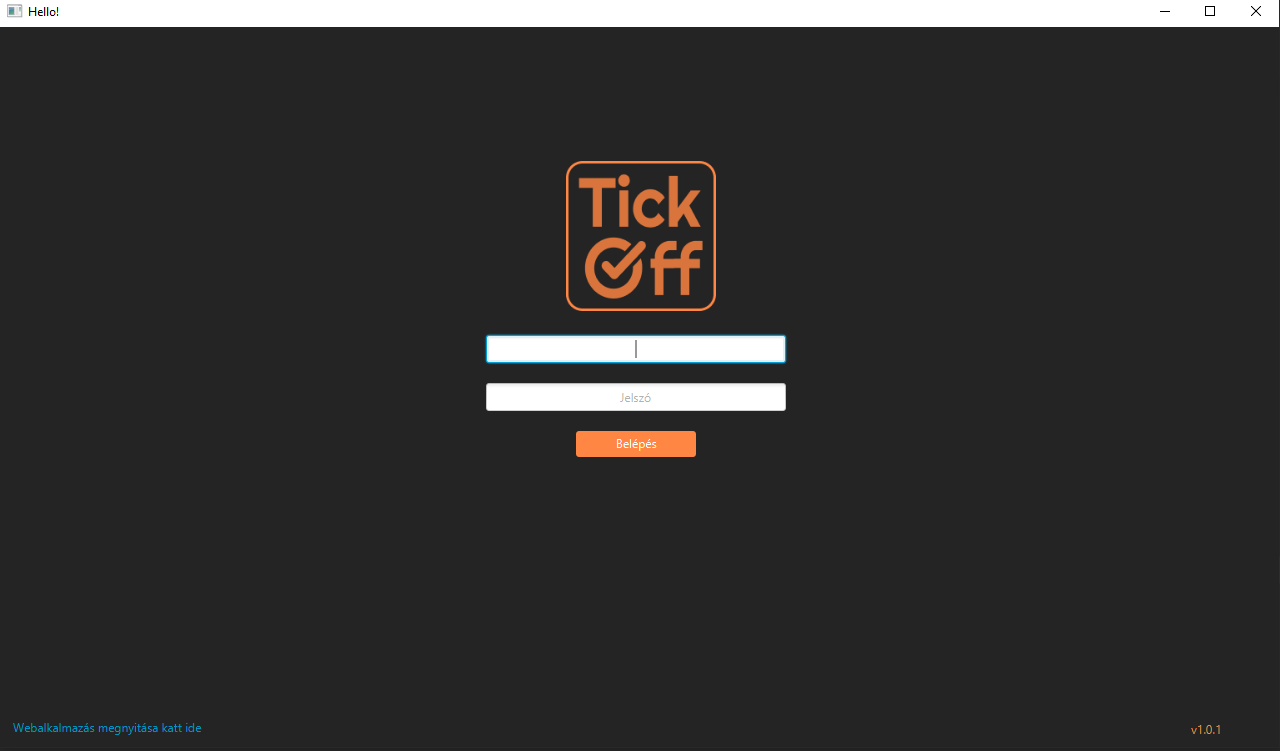 Hello!
Tick
Off
Jelszó
Belépés
Webalkalmazás megnyitása katt ide
v1.0.1